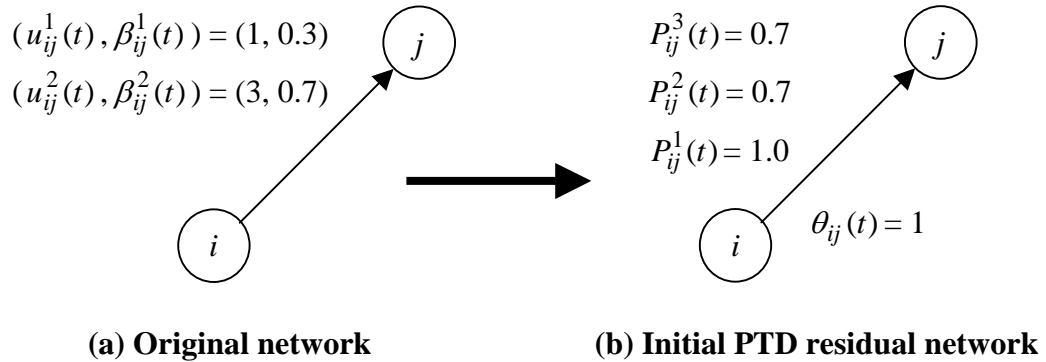 (u¹ᵢⱼ(t), β¹ᵢⱼ(t)) = (1, 0.3)
(u²ᵢⱼ(t), β²ᵢⱼ(t)) = (3, 0.7)
j
i
(a) Original network
P³ᵢⱼ(t) = 0.7
P²ᵢⱼ(t) = 0.7
P¹ᵢⱼ(t) = 1.0
j
i
θᵢⱼ(t) = 1
(b) Initial PTD residual network